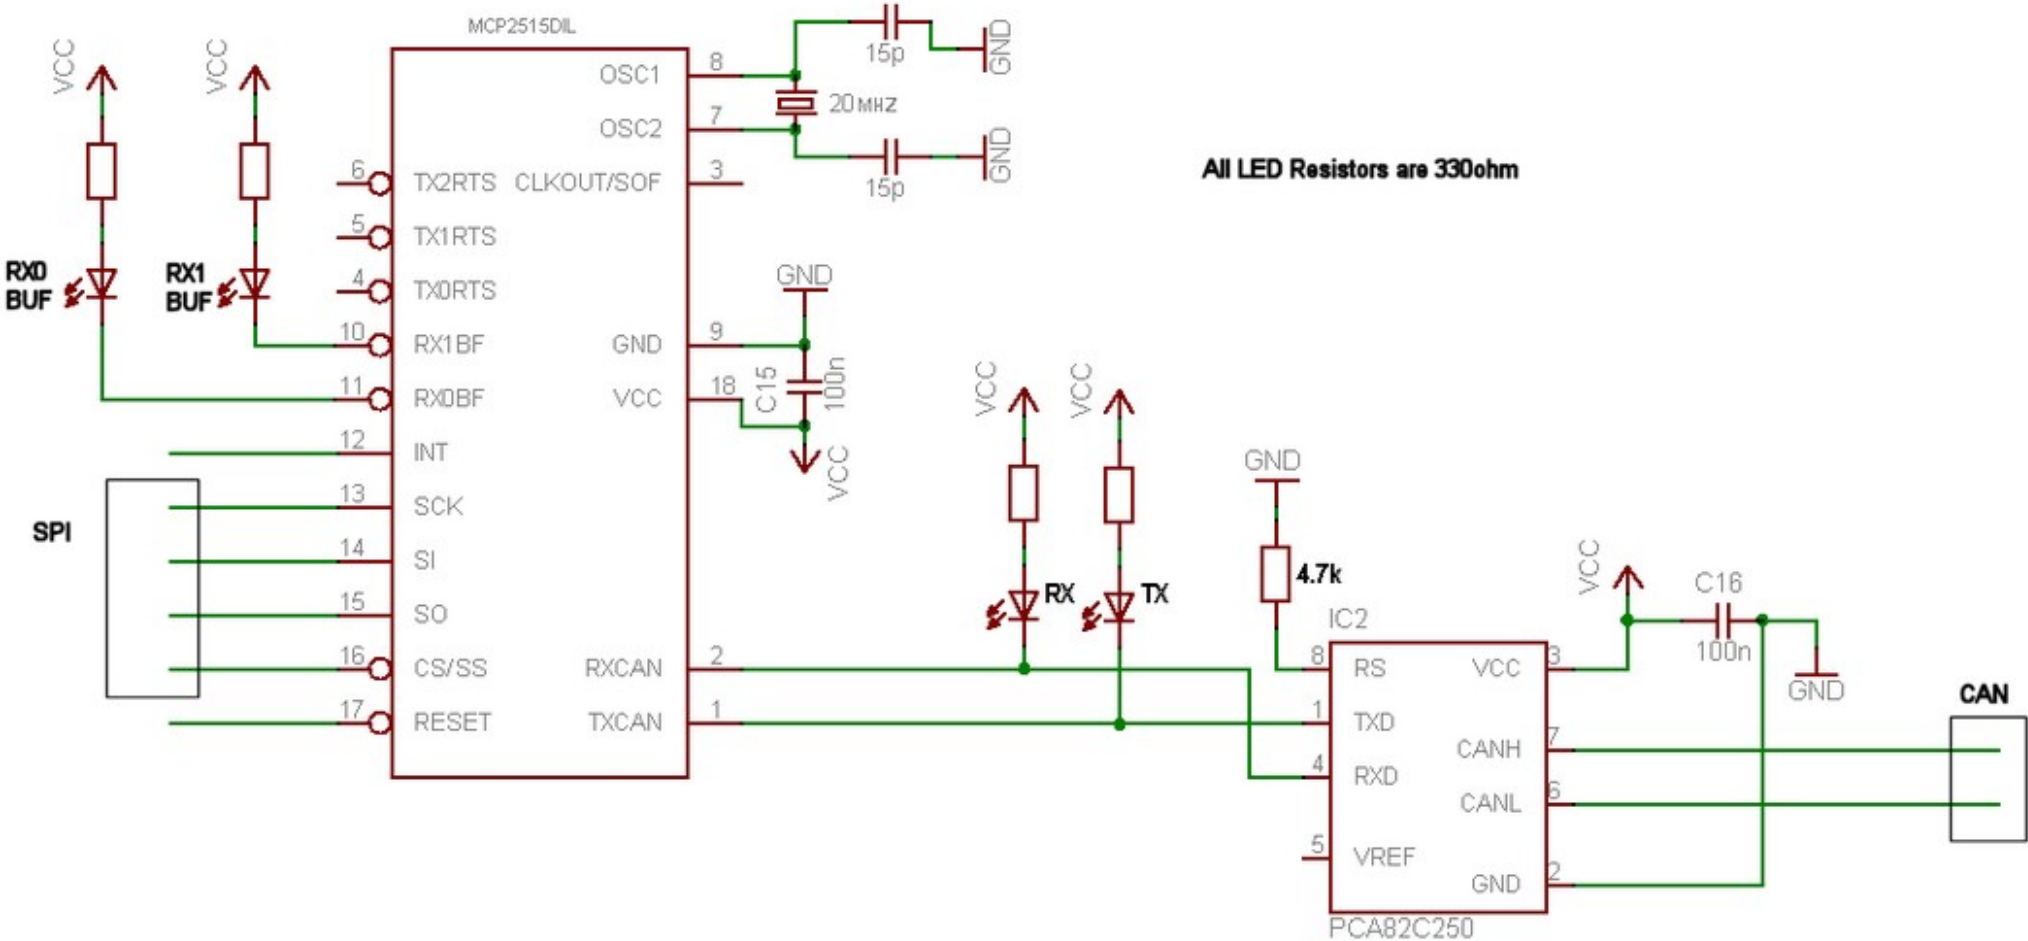 MCP2515DIL
VCC
VCC
RX0
BUF
RX1
BUF
6
TX2RTS
5
TX1RTS
4
TX0RTS
10
RX1BF
11
RX0BF
12
INT
13
SCK
14
SI
15
SO
16
CS/SS
17
RESET
SPI
OSC1
8
OSC2
7
CLKOUT/SOF
3
GND
9
VCC
18
RXCAN
2
TXCAN
1
15p
GND
20MHZ
15p
GND
All LED Resistors are 330ohm
GND
C15
100n
VCC
VCC
VCC
RX
TX
GND
4.7k
IC2
8
RS
1
TXD
4
RXD
5
VREF
VCC
3
CANH
7
CANL
6
GND
2
PCA82C250
VCC
C16
100n
GND
CAN